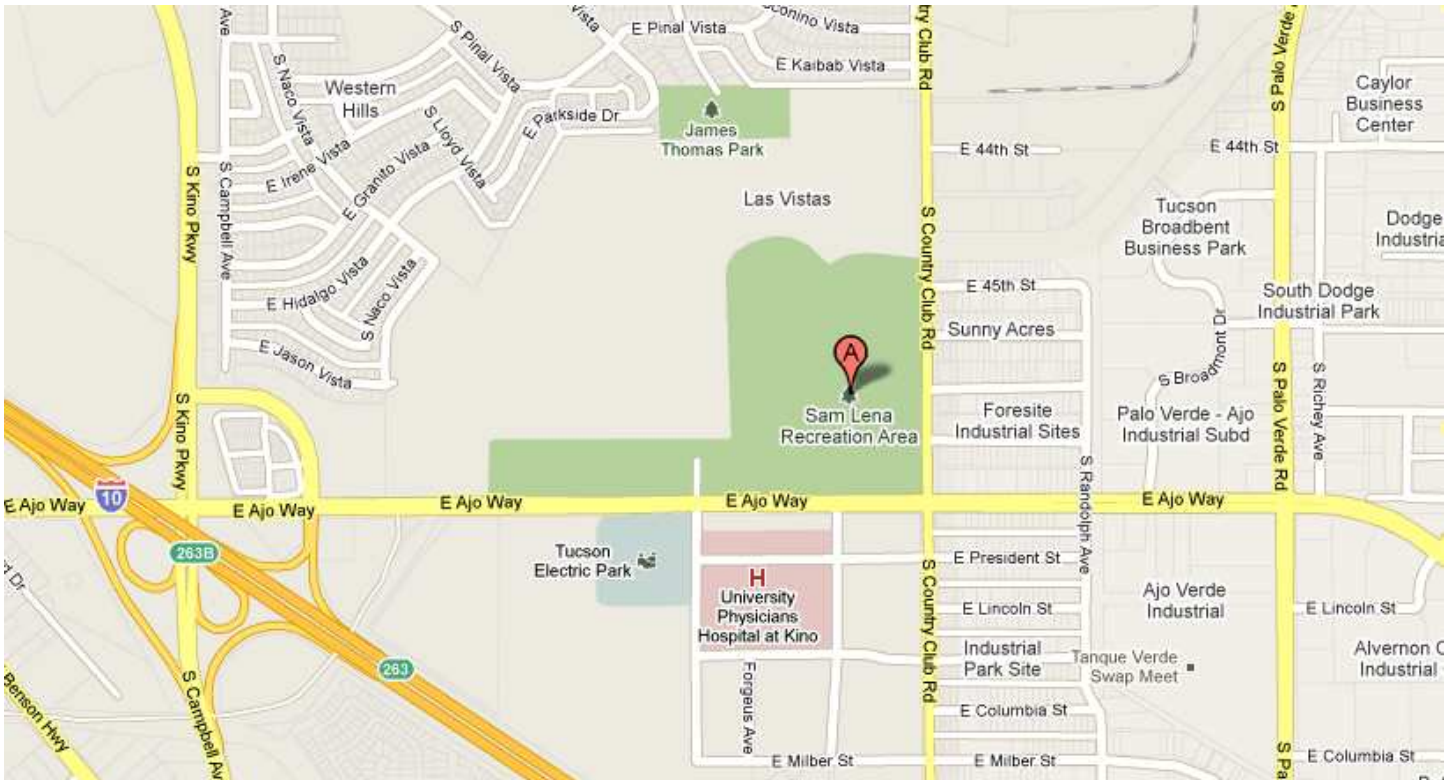 Ave
S Naco Vista
Western
Hills
S Pinal Vista
Vista
E Pinal Vista
E Kaibab Vista
try Club Rd
S Palo Verde
Caylor
Business
Center
S Lloyd Vista
E Parkside Dr
James
Thomas Park
E 44th St
E 44th St
S Kino Pkwy
S Campbell Ave
E Irene Vista
E Granito Vista
Las Vistas
Tucson
Broadbent
Business Park
Dodge
Industria
E Hidalgo Vista
S Naco Vista
E Jason Vista
S Country Club Rd
E 45th St
Sunny Acres
South Dodge
Industrial Park
S Broadmont Dr
A
Sam Lena
Recreation Area
Foresite
Industrial Sites
Palo Verde - Ajo
Industrial Subd
S Palo Verde Rd
S Richey Ave
S Kino Pkwy
E Ajo Way
10
E Ajo Way
E Ajo Way
E Ajo Way
E Ajo Way
S Randolph Ave
263B
Tucson
Electric Park
H
University
Physicians
Hospital at Kino
S Country Club Rd
E President St
E Lincoln St
Ajo Verde
Industrial
E Lincoln St
Industrial
Park Site
Tanque Verde
Swap Meet
Alvernon C
Industrial
d Dr
Benson Hwy
S Campbell Av
263
Forgeus Ave
E Columbia St
E Milber St
E Milber St
S Pa
E Columbia St